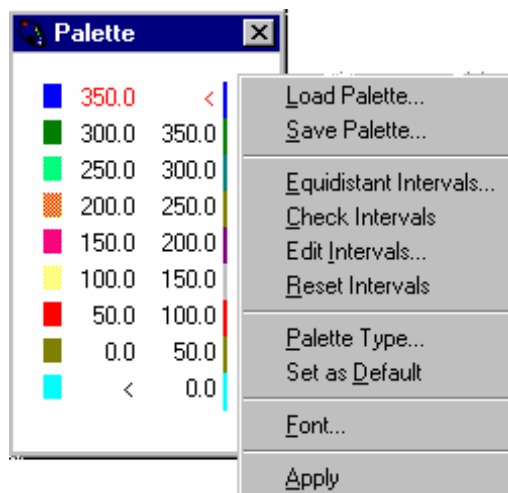 Palette
350.0 <
300.0 350.0
250.0 300.0
200.0 250.0
150.0 200.0
100.0 150.0
50.0 100.0
0.0 50.0
< 0.0
Load Palette...
Save Palette...
Equidistant Intervals...
Check Intervals
Edit Intervals...
Reset Intervals
Palette Type...
Set as Default
Font...
Apply